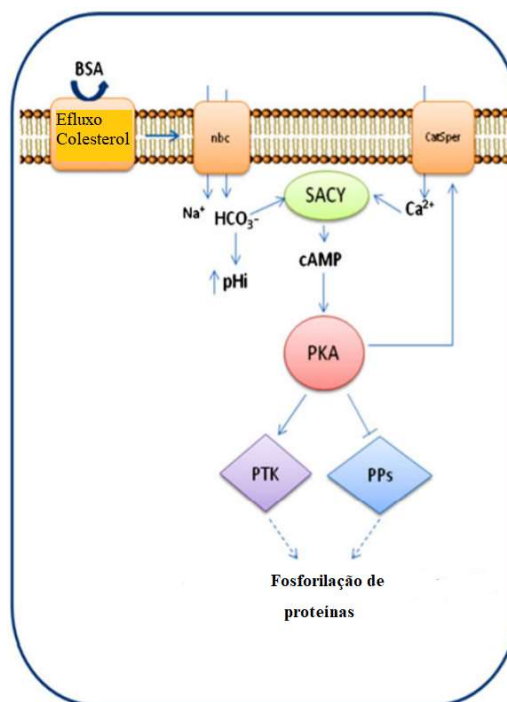 BSA
Efluxo
Colesterol
nbc
CatSper
Na⁺
HCO₃-
SACY
Ca²⁺
pHi
cAMP
PKA
PTK
PPs
Fosforilação de
proteínas